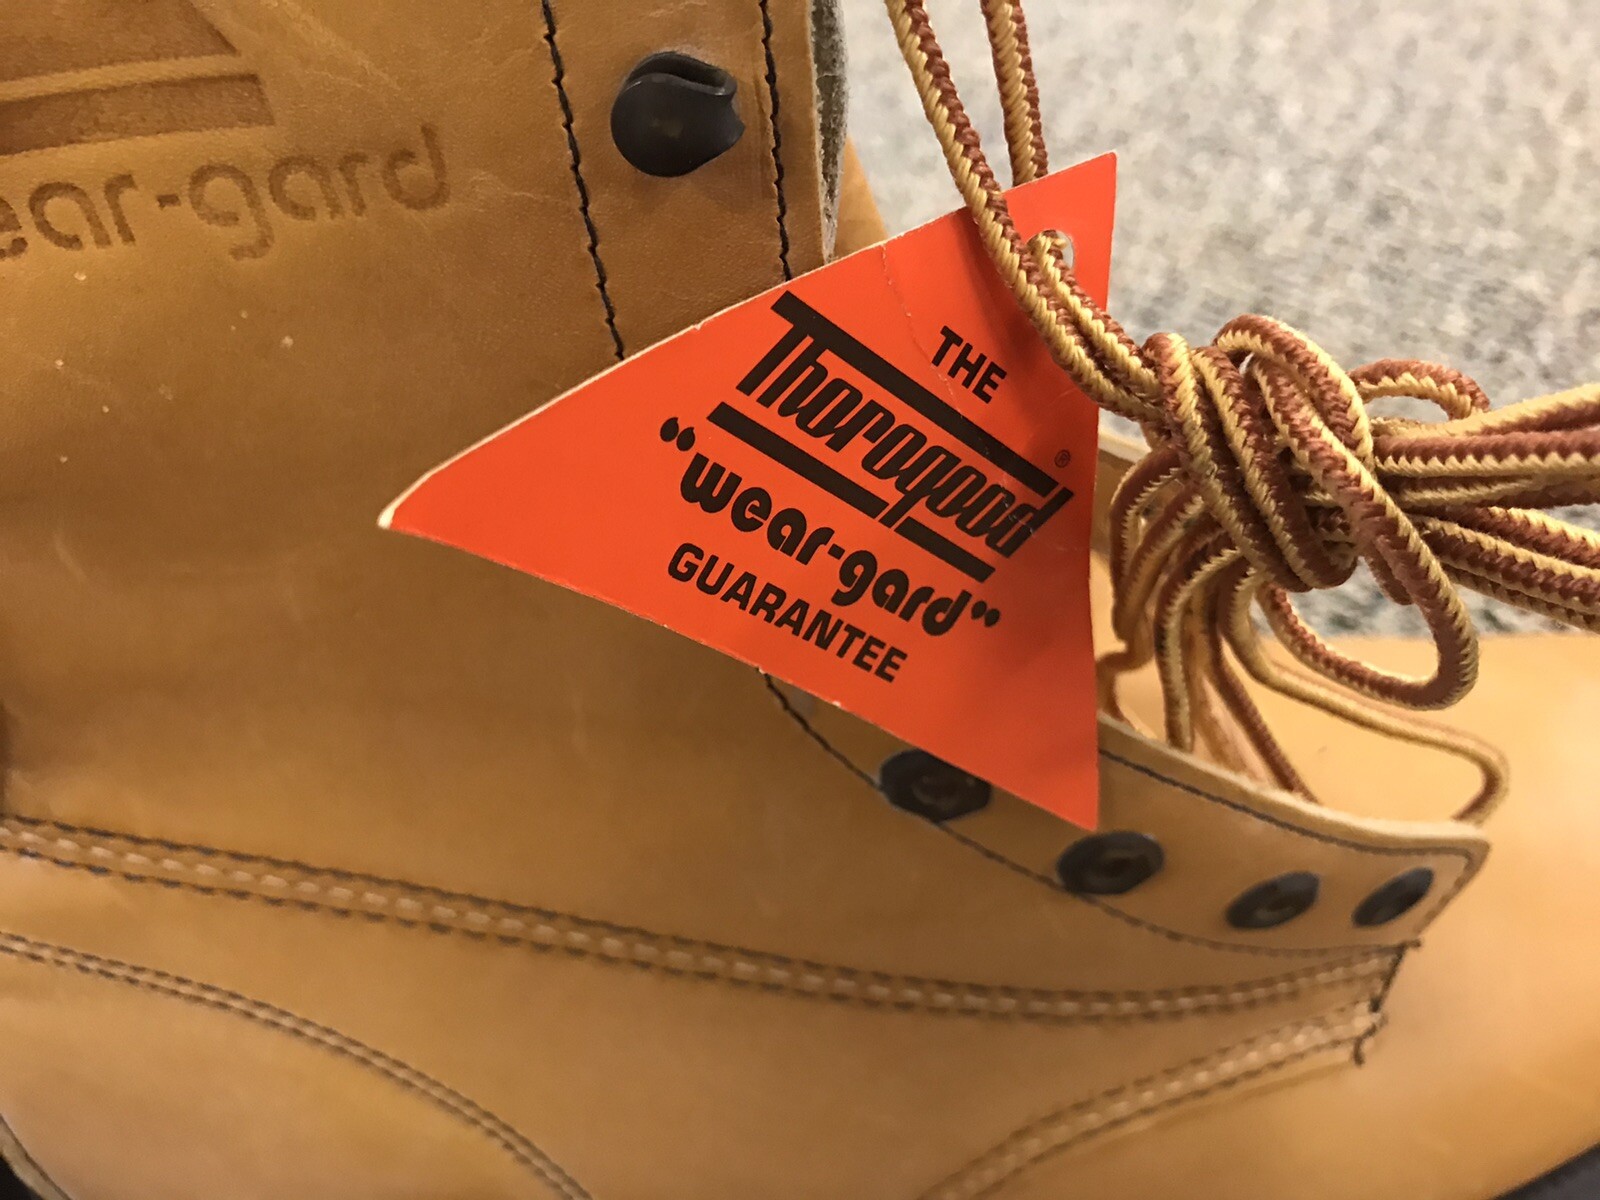 ear-gard
THE
Thorogood®
"wear-gard"
GUARANTEE